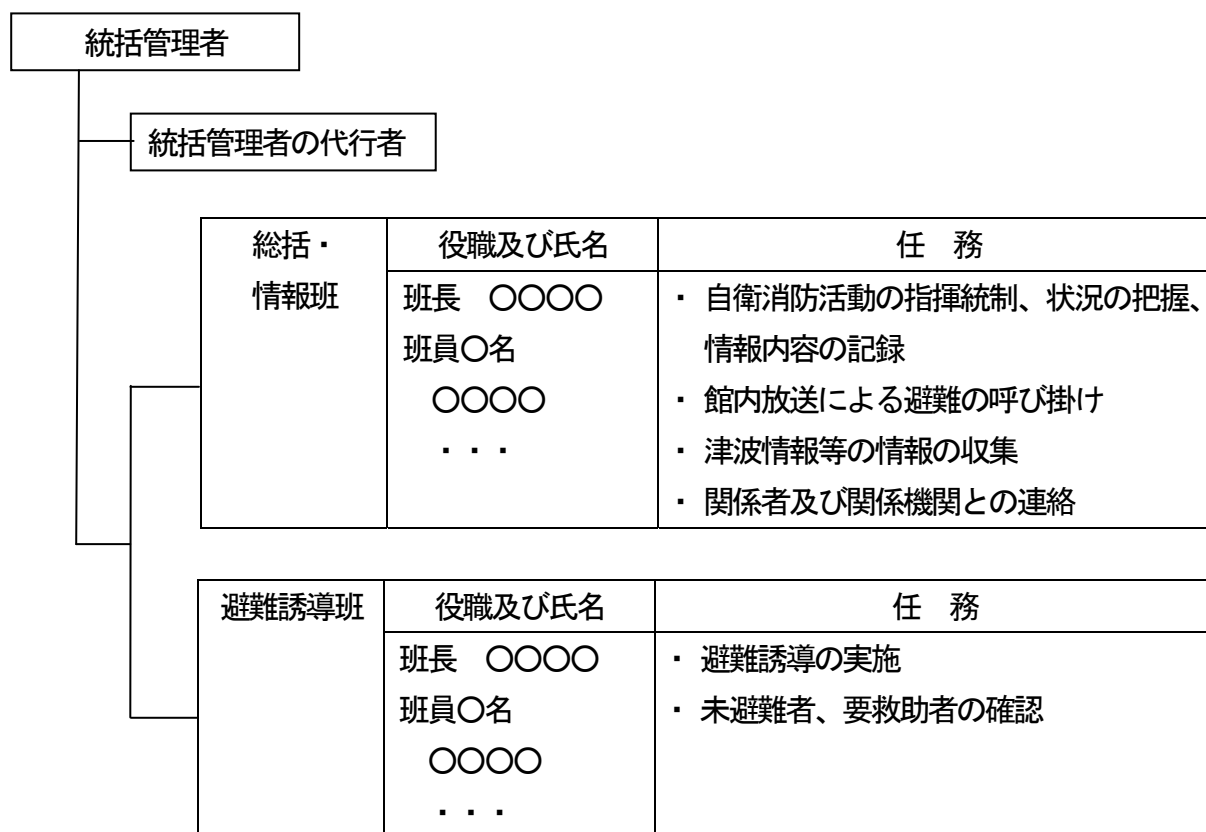 統括管理者
統括管理者の代行者
総括・
情報班
役職及び氏名
班長　〇〇〇〇
班員〇名
〇〇〇〇
・・・
任　務
・ 自衛消防活動の指揮統制、状況の把握、
情報内容の記録
・ 館内放送による避難の呼び掛け
・ 津波情報等の情報の収集
・ 関係者及び関係機関との連絡
避難誘導班
役職及び氏名
班長　〇〇〇〇
班員〇名
〇〇〇〇
・・・
任　務
・ 避難誘導の実施
・ 未避難者、要救助者の確認